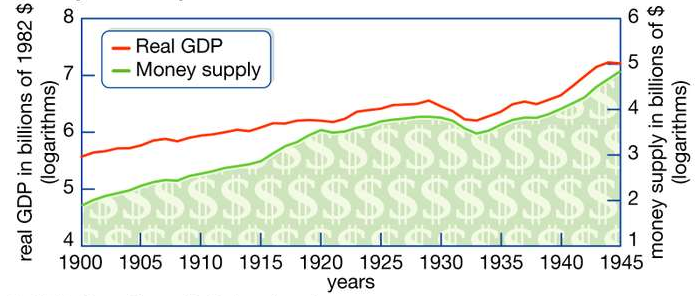 real GDP in billions of 1982 $
(logarithms)
8
7
6
5
4
Real GDP
Money supply
6
5
4
3
2
1
money supply in billions of $
(logarithms)
1900 1905 1910 1915 1920 1925 1930 1935 1940 1945
years